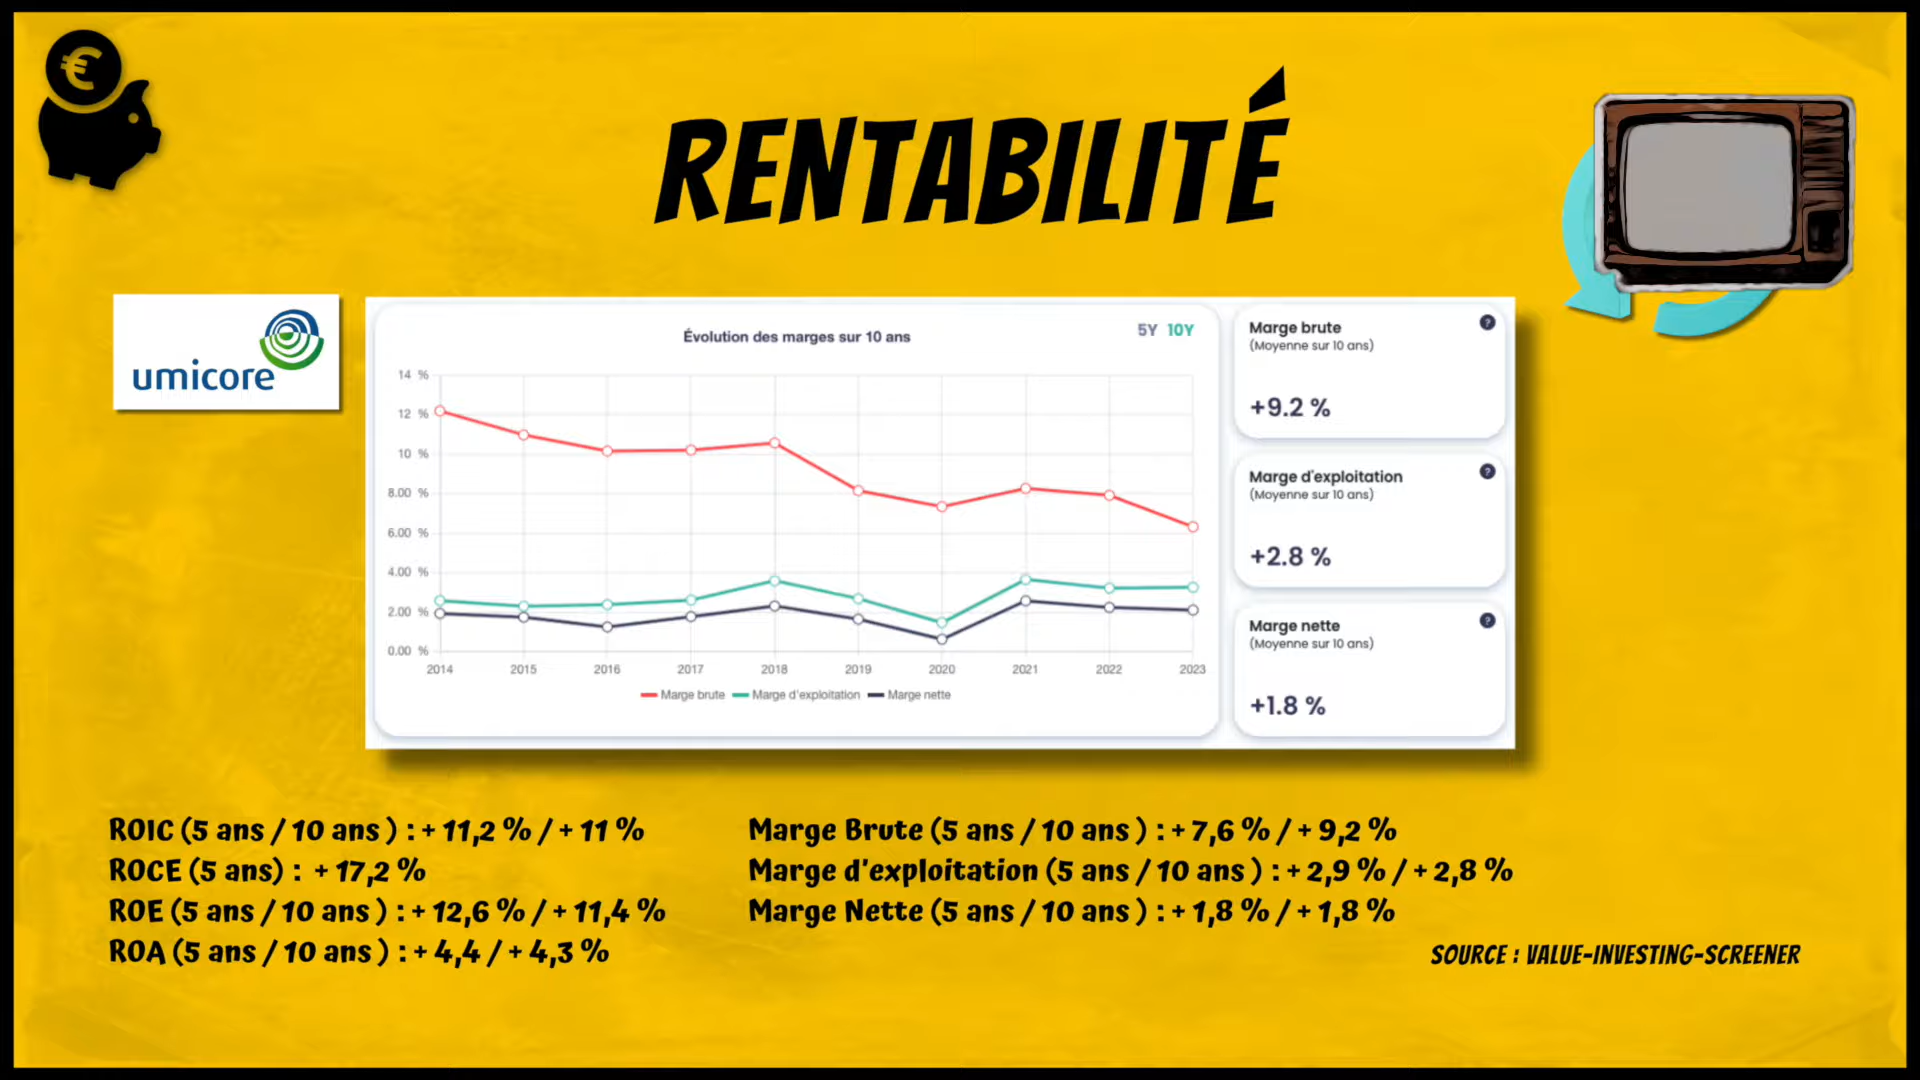 €
RENTABILITÉ
umicore
Évolution des marges sur 10 ans
5Y 10Y
14 %
12 %
10 %
8.00 %
6.00 %
4.00 %
2.00 %
0.00 %
2014 2015 2016 2017 2018 2019 2020 2021 2022 2023
Marge brute Marge d'exploitation Marge nette
Marge brute ?
(Moyenne sur 10 ans)
+9.2 %
Marge d'exploitation ?
(Moyenne sur 10 ans)
+2.8 %
Marge nette ?
(Moyenne sur 10 ans)
+1.8 %
ROIC (5 ans / 10 ans ) : + 11,2 % / + 11 %
ROCE (5 ans) : + 17,2 %
ROE (5 ans / 10 ans ) : + 12,6 % / + 11,4 %
ROA (5 ans / 10 ans ) : + 4,4 / + 4,3 %
Marge Brute (5 ans / 10 ans ) : + 7,6 % / + 9,2 %
Marge d'exploitation (5 ans / 10 ans ) : + 2,9 % / + 2,8 %
Marge Nette (5 ans / 10 ans ) : + 1,8 % / + 1,8 %
SOURCE : VALUE-INVESTING-SCREENER